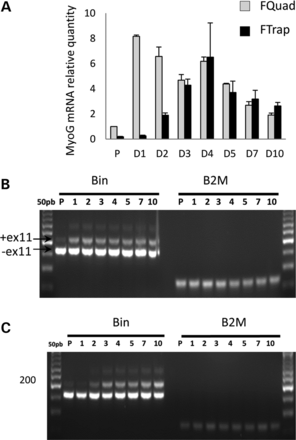 A
FQuad
FTrap
MyoG mRNA relative quantity
10
8
6
4
2
0
P D1 D2 D3 D4 D5 D7 D10
B
Bin B2M
50pb P 1 2 3 4 5 7 10 P 1 2 3 4 5 7 10
+ex11
-ex11
C
Bin B2M
50pb P 1 2 3 4 5 7 10 P 1 2 3 4 5 7 10
200